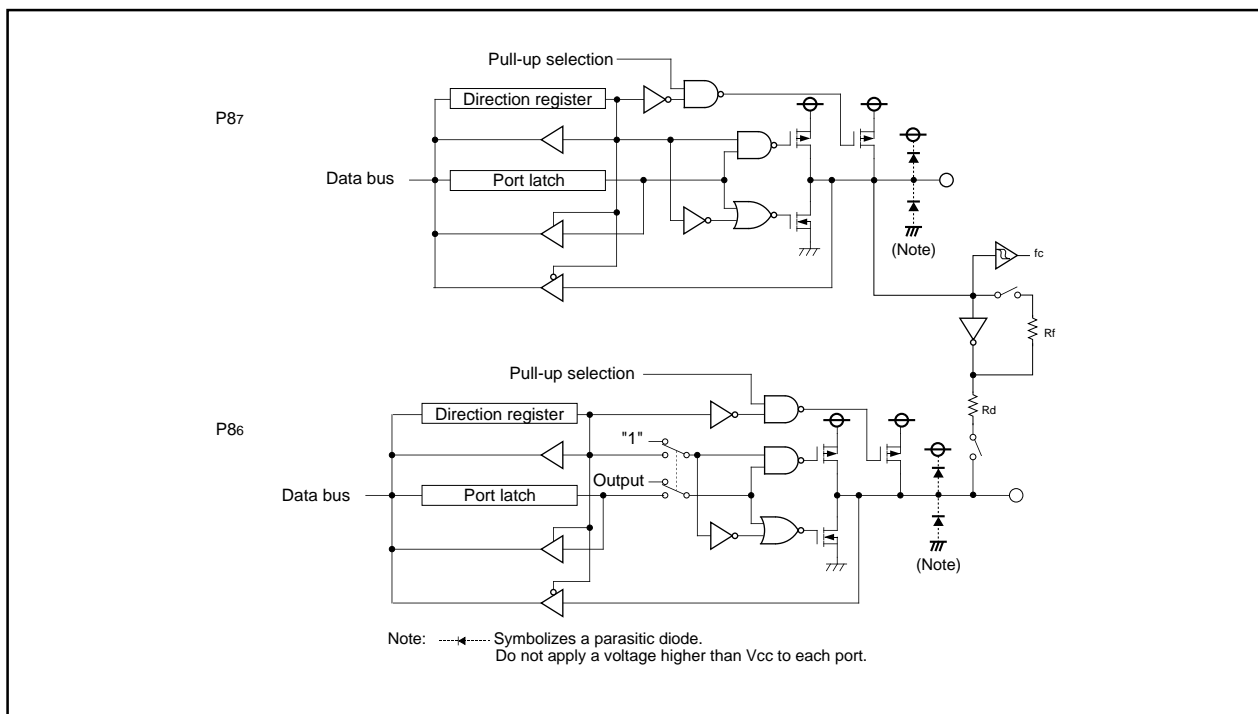 Pull-up selection
Direction register
P87
Data bus
Port latch
(Note)
fc
Rf
Pull-up selection
Direction register
Rd
P86
"1"
Output
Data bus
Port latch
(Note)
Note: Symbolizes a parasitic diode.
Do not apply a voltage higher than Vcc to each port.